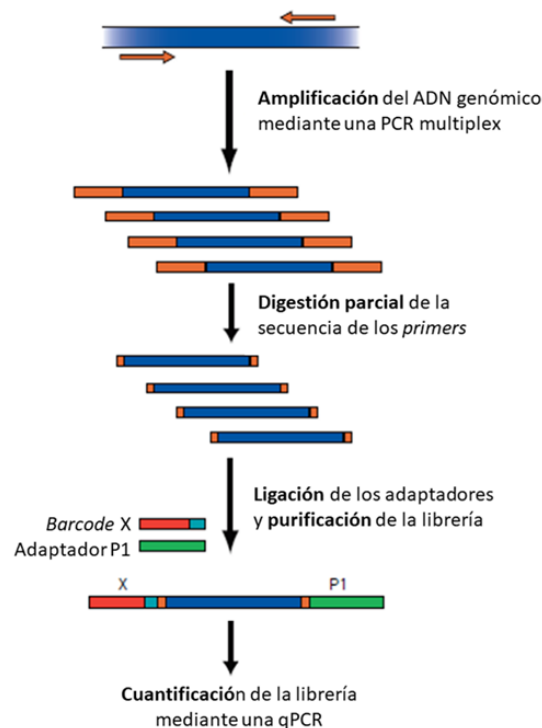 Amplificación del ADN genómico
mediante una PCR multiplex
Digestión parcial de la
secuencia de los primers
Ligación de los adaptadores
y purificación de la librería
Barcode X
Adaptador P1
X
P1
Cuantificación de la librería
mediante una qPCR